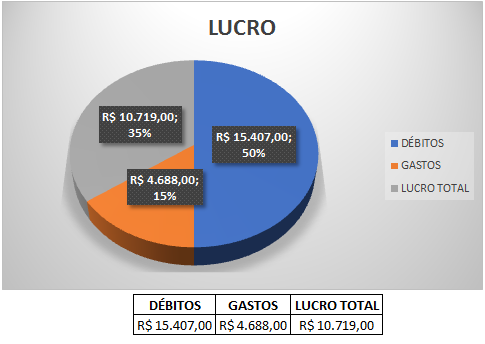 LUCRO
R$ 10.719,00;
35%
R$ 15.407,00;
50%
R$ 4.688,00;
15%
DÉBITOS
GASTOS
LUCRO TOTAL
DÉBITOS GASTOS LUCRO TOTAL
R$ 15.407,00 R$ 4.688,00 R$ 10.719,00